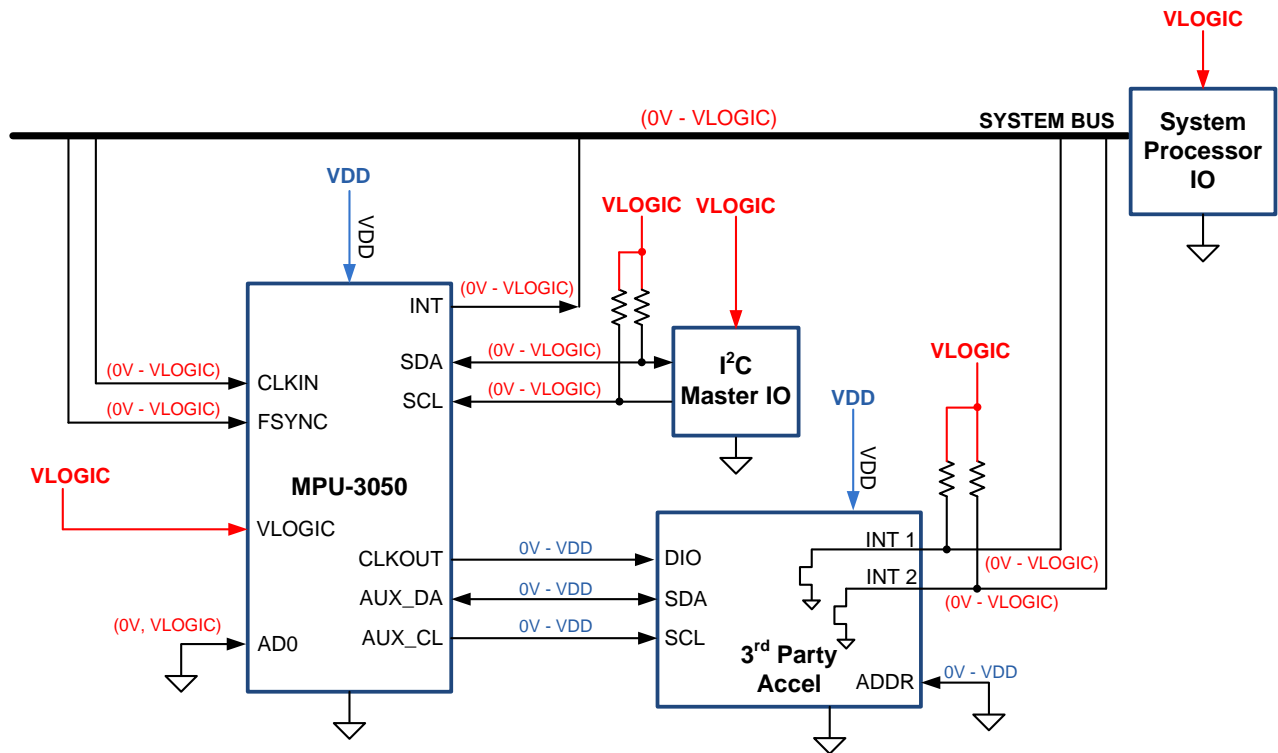 VLOGIC
(0V - VLOGIC)
SYSTEM BUS
System
Processor
IO
VDD
VDD
VLOGIC
VLOGIC
INT
(0V - VLOGIC)
SDA
(0V - VLOGIC)
SCL
(0V - VLOGIC)
I²C
Master IO
(0V - VLOGIC)
CLKIN
(0V - VLOGIC)
FSYNC
VLOGIC
VLOGIC
MPU-3050
VDD
VDD
VLOGIC
CLKOUT
0V - VDD
DIO
AUX_DA
0V - VDD
SDA
AUX_CL
0V - VDD
SCL
INT 1
(0V - VLOGIC)
INT 2
(0V - VLOGIC)
(0V, VLOGIC)
AD0
3rd Party
Accel
ADDR
0V - VDD